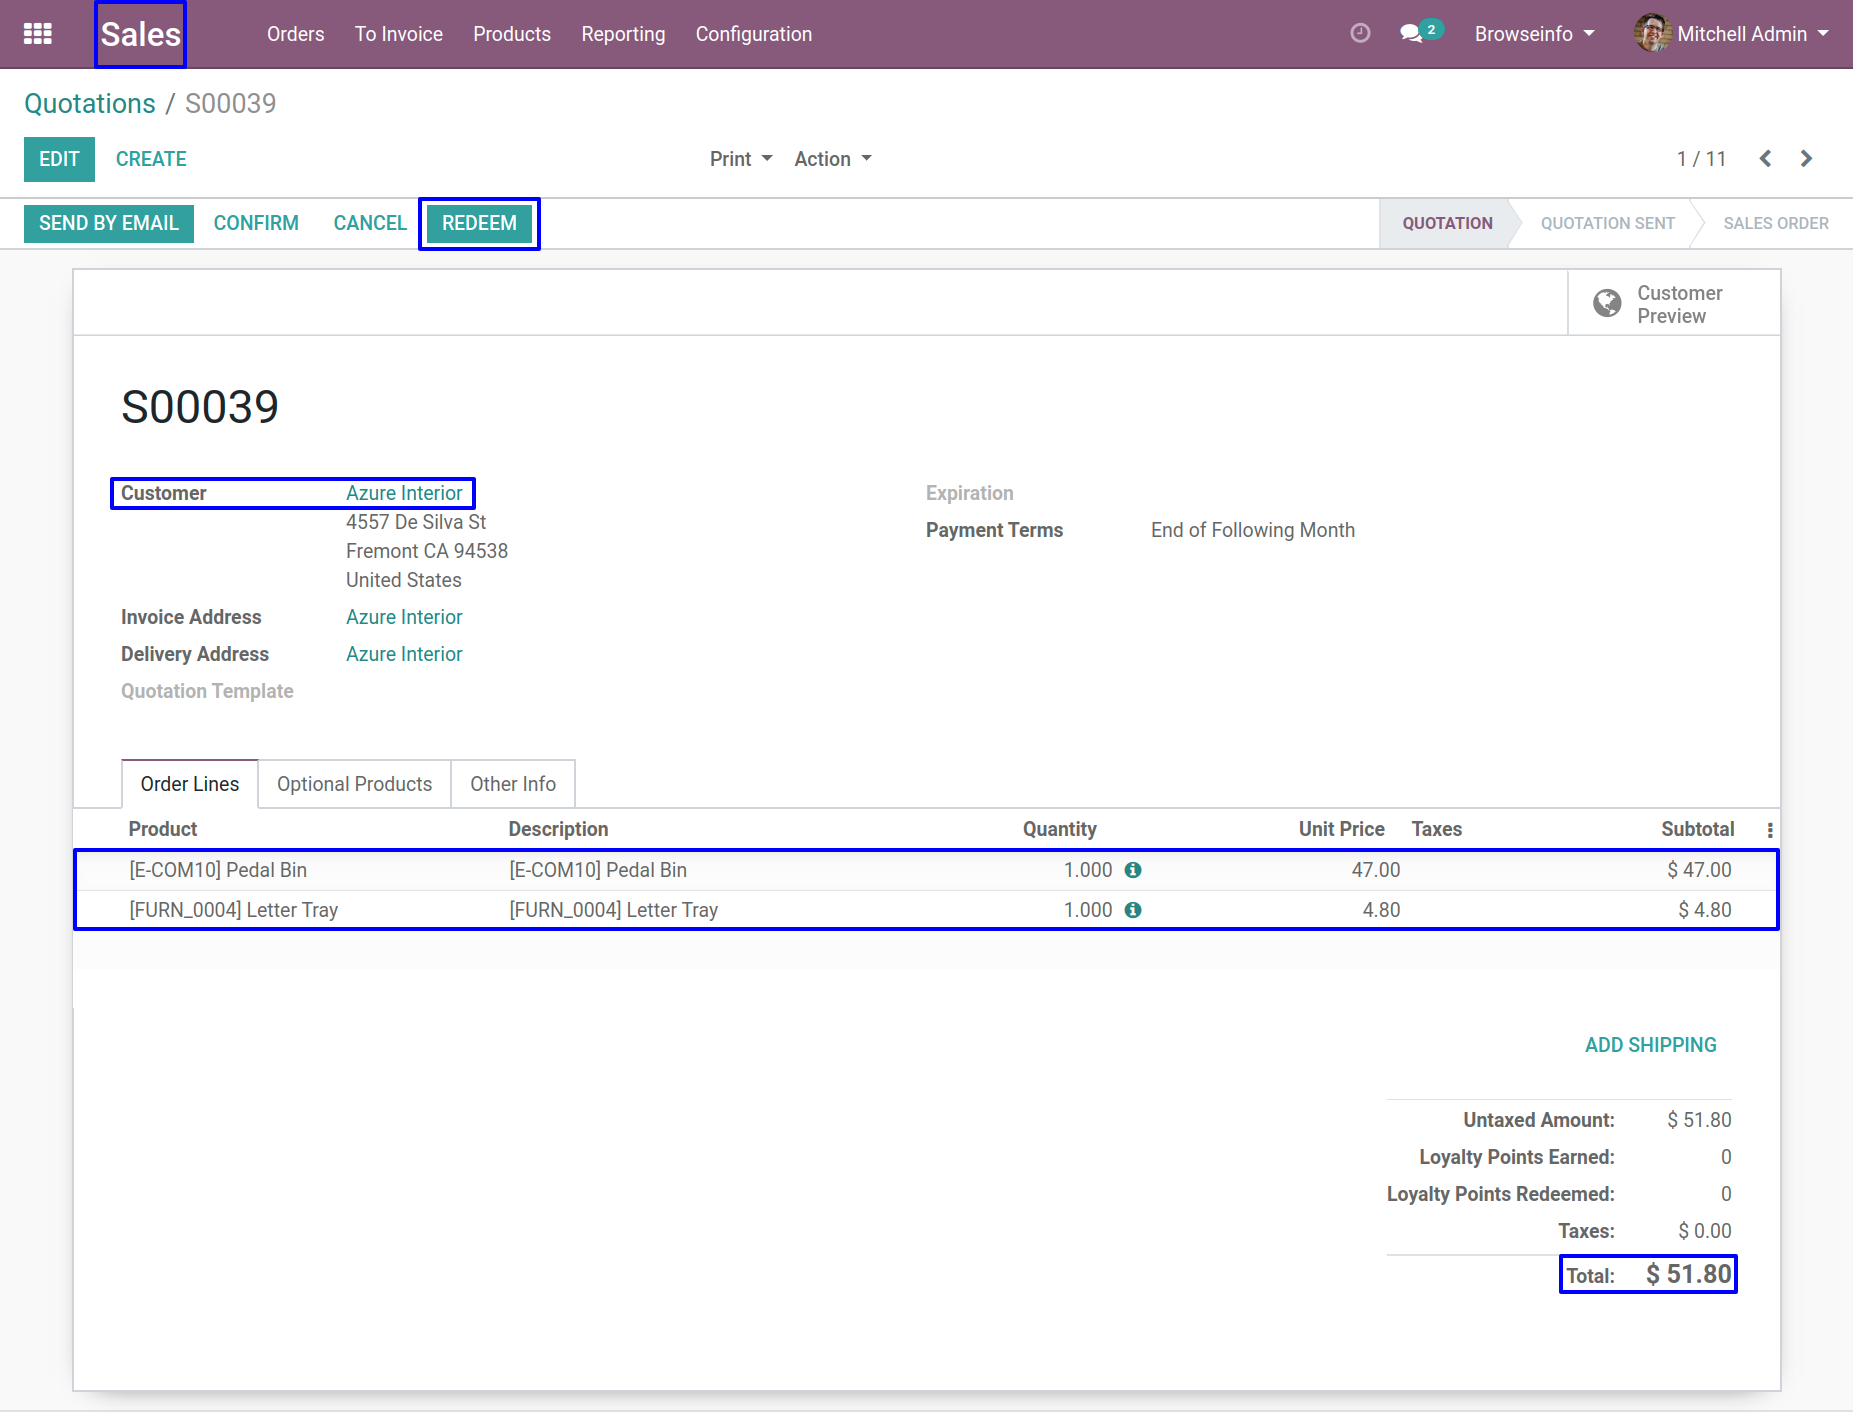 Sales Orders To Invoice Products Reporting Configuration 2 Browseinfo Mitchell Admin
Quotations / S00039
EDIT CREATE Print Action 1 / 11
SEND BY EMAIL CONFIRM CANCEL REDEEM QUOTATION QUOTATION SENT SALES ORDER
Customer
Preview
S00039
Customer Azure Interior Expiration
4557 De Silva St
Payment Terms End of Following Month
Fremont CA 94538
United States
Invoice Address Azure Interior
Delivery Address Azure Interior
Quotation Template
Order Lines Optional Products Other Info
Product Description Quantity Unit Price Taxes Subtotal
[E-COM10] Pedal Bin [E-COM10] Pedal Bin 1.000 47.00 $ 47.00
[FURN_0004] Letter Tray [FURN_0004] Letter Tray 1.000 4.80 $ 4.80
ADD SHIPPING
Untaxed Amount: $ 51.80
Loyalty Points Earned: 0
Loyalty Points Redeemed: 0
Taxes: $ 0.00
Total: $ 51.80